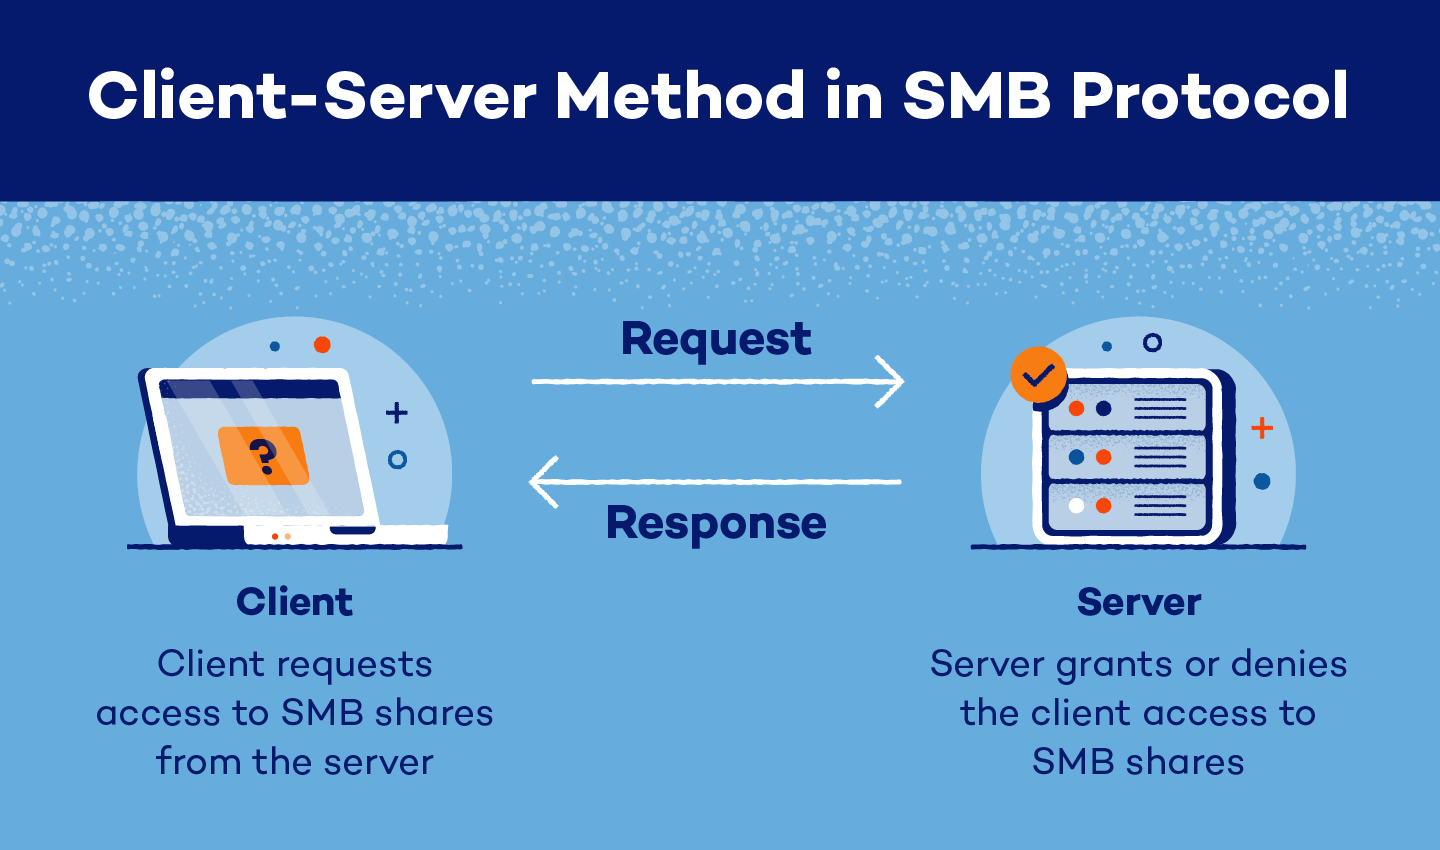 Client-Server Method in SMB Protocol
Request
?
Response
Client
Client requests
access to SMB shares
from the server
Server
Server grants or denies
the client access to
SMB shares